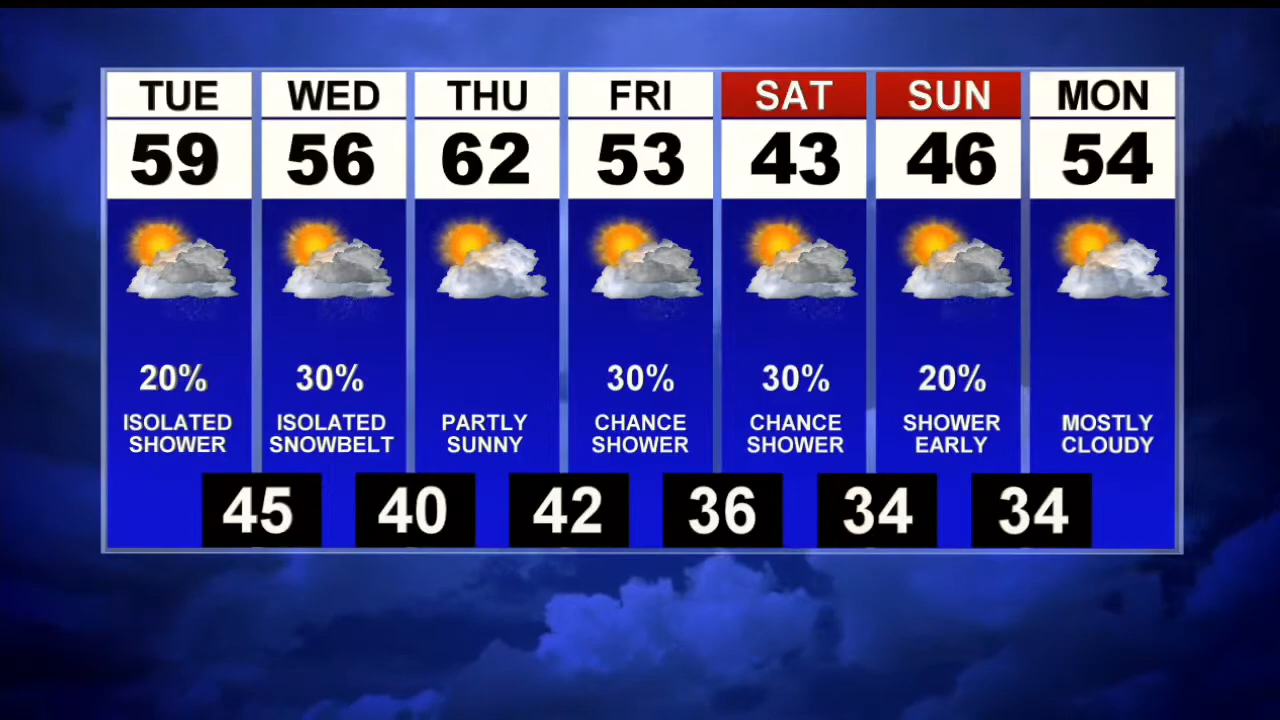 TUE WED THU FRI SAT SUN MON
59 56 62 53 43 46 54
20% 30% 30% 30% 20%
ISOLATED ISOLATED PARTLY CHANCE CHANCE SHOWER MOSTLY
SHOWER SNOWBELT SUNNY SHOWER SHOWER EARLY CLOUDY
45 40 42 36 34 34